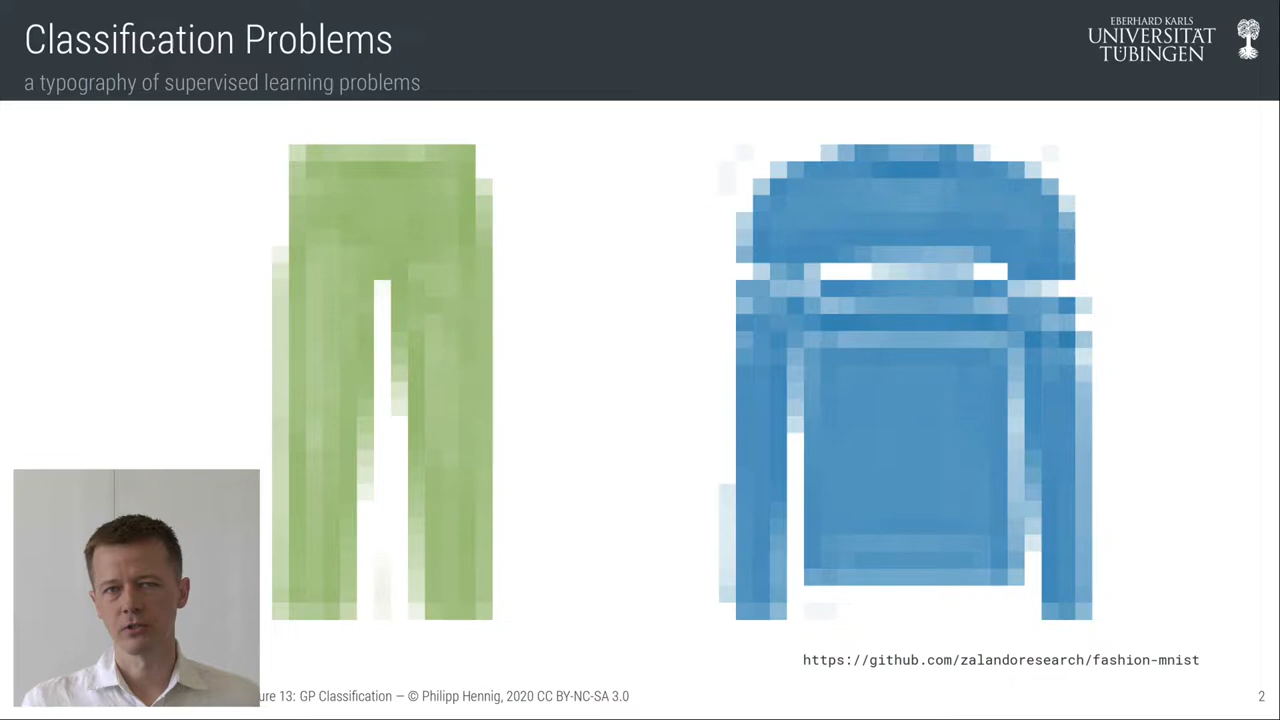 Classification Problems
a typography of supervised learning problems
EBERHARD KARLS
UNIVERSITÄT
TÜBINGEN
https://github.com/zalandoresearch/fashion-mnist
13: GP Classification — © Philipp Hennig, 2020 CC BY-NC-SA 3.0
2